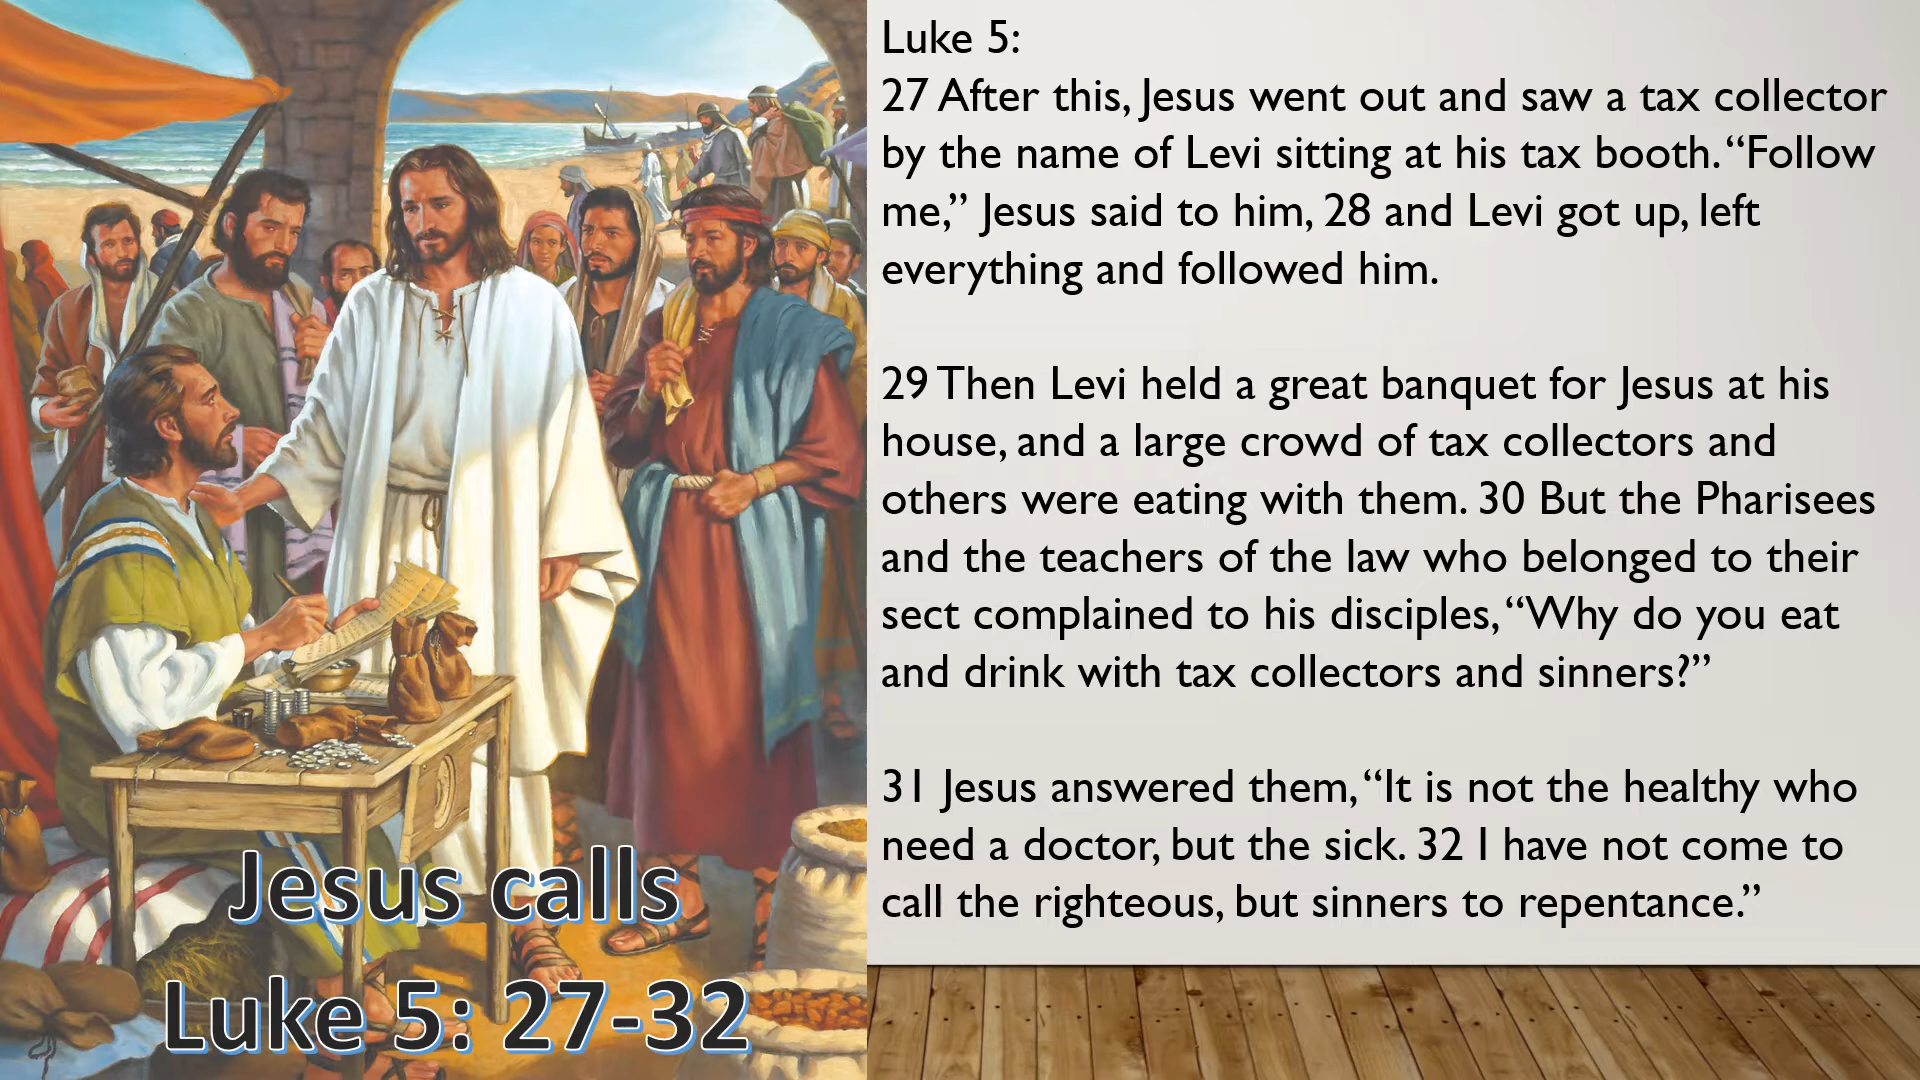 Luke 5:
27 After this, Jesus went out and saw a tax collector
by the name of Levi sitting at his tax booth. “Follow
me,” Jesus said to him, 28 and Levi got up, left
everything and followed him.
29 Then Levi held a great banquet for Jesus at his
house, and a large crowd of tax collectors and
others were eating with them. 30 But the Pharisees
and the teachers of the law who belonged to their
sect complained to his disciples, “Why do you eat
and drink with tax collectors and sinners?”
31 Jesus answered them, “It is not the healthy who
need a doctor, but the sick. 32 I have not come to
call the righteous, but sinners to repentance.”
Jesus calls
Luke 5: 27-32